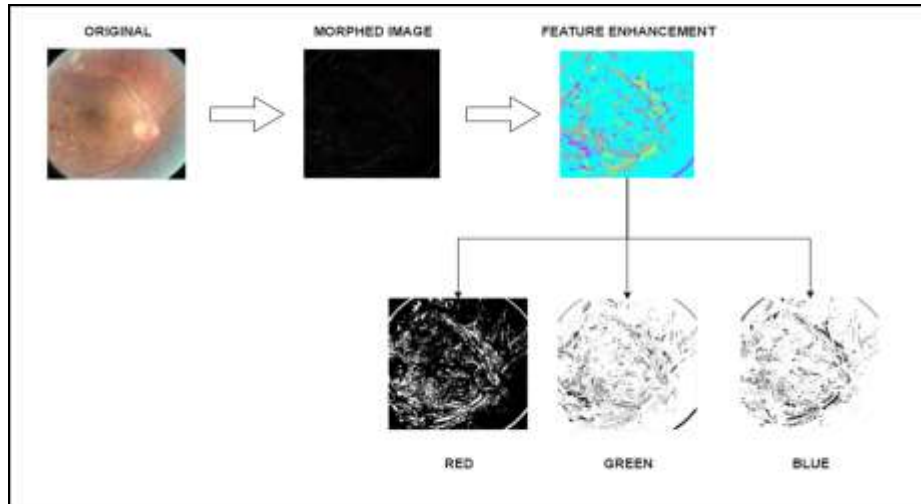 ORIGINAL
MORPHED IMAGE
FEATURE ENHANCEMENT
RED
GREEN
BLUE